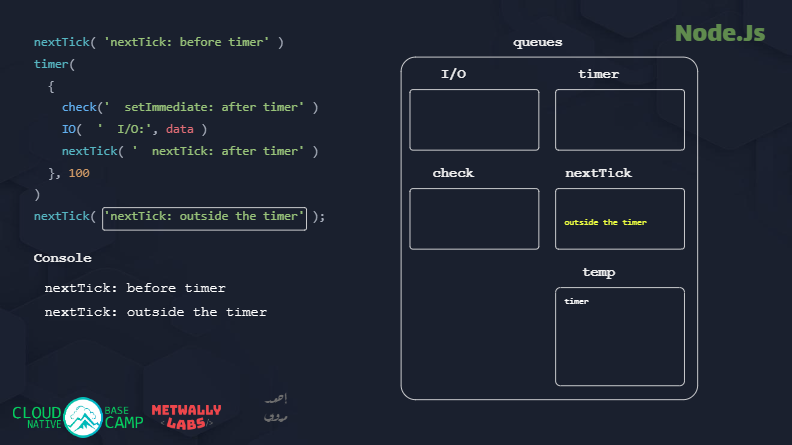 nextTick( 'nextTick: before timer' )
timer(
{
check('  setImmediate: after timer' )
IO(  '  I/O:', data )
nextTick( '  nextTick: after timer' )
}, 100
)
nextTick( 'nextTick: outside the timer' );
Console
nextTick: before timer
nextTick: outside the timer
Node.Js
queues
I/O
timer
check
nextTick
outside the timer
temp
timer
CLOUD NATIVE
BASE CAMP
METWALLY
<LABS/>